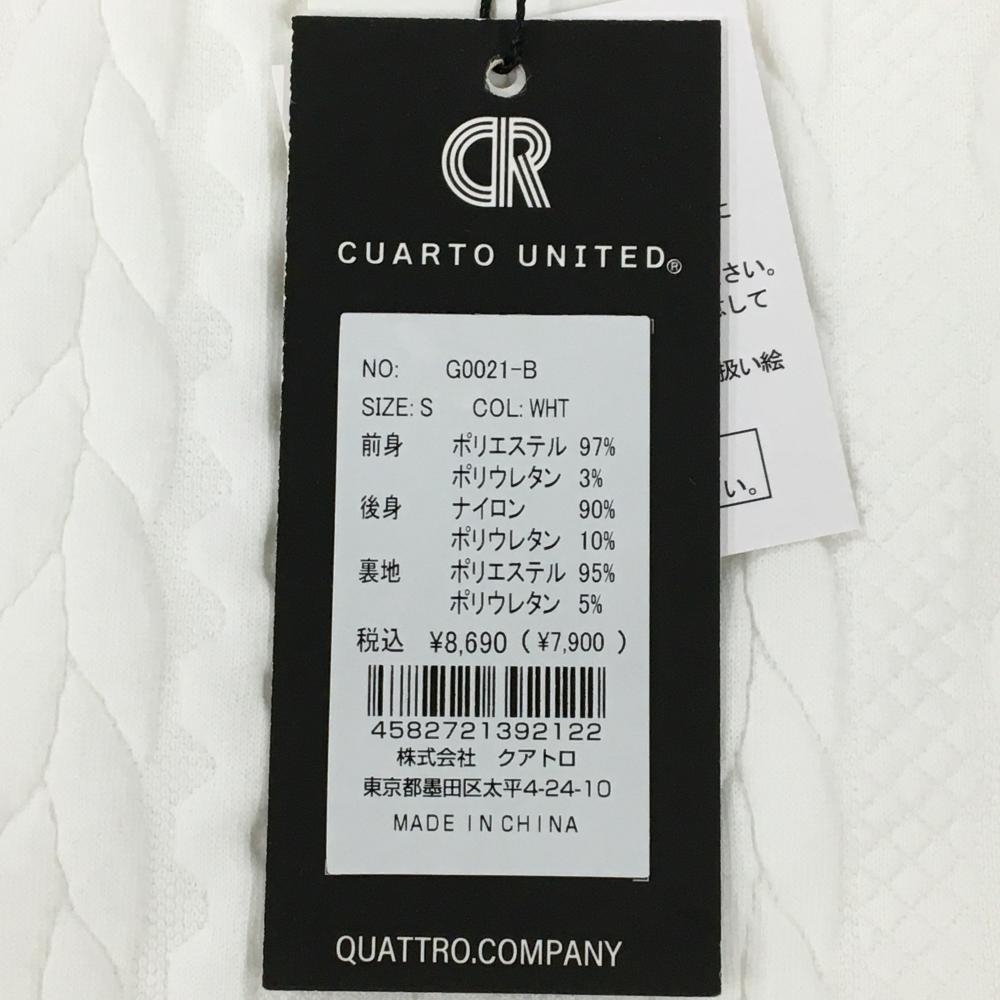 CR
CUARTO UNITED®
NO: G0021-B
SIZE: S COL: WHT
前身 ポリエステル 97%
ポリウレタン 3%
後身 ナイロン 90%
ポリウレタン 10%
裏地 ポリエステル 95%
ポリウレタン 5%
税込 ¥8,690 ( ¥7,900 )
4582721392122
株式会社 クアトロ
東京都墨田区太平4-24-10
MADE IN CHINA
QUATTRO.COMPANY
さい。
して
扱い絵
い。